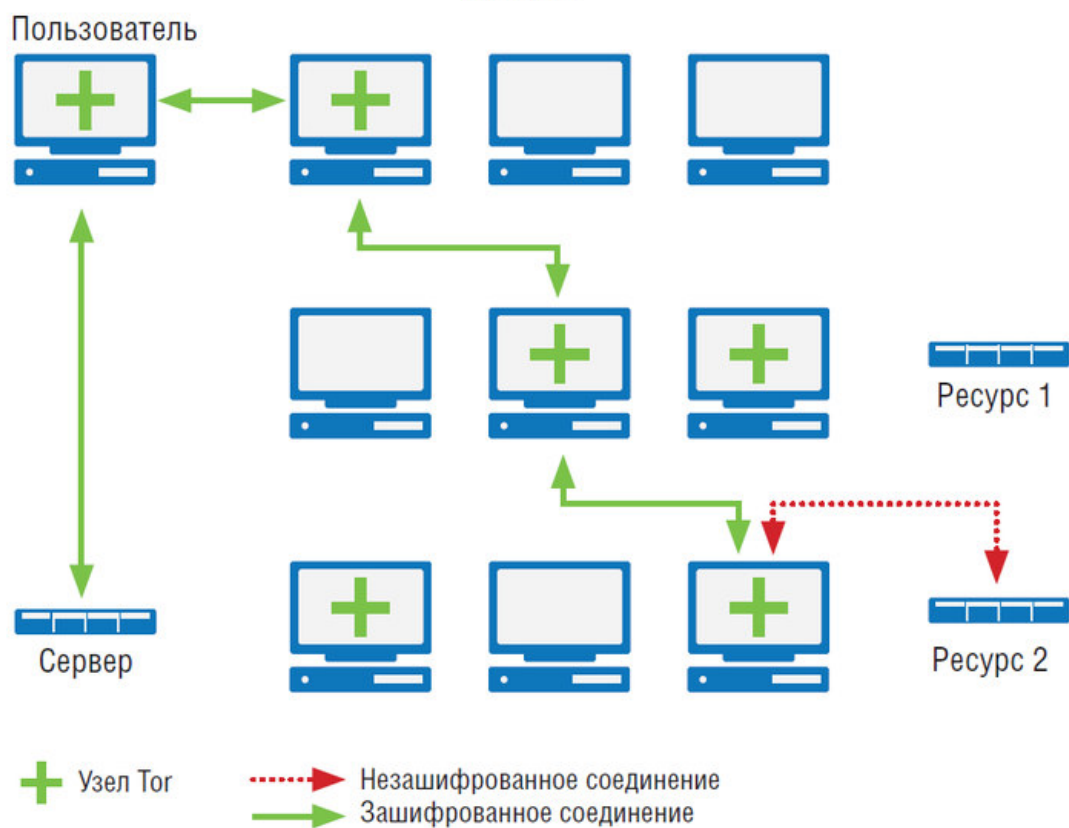 Пользователь
Ресурс 1
Сервер
Ресурс 2
Узел Tor
Незашифрованное соединение
Зашифрованное соединение